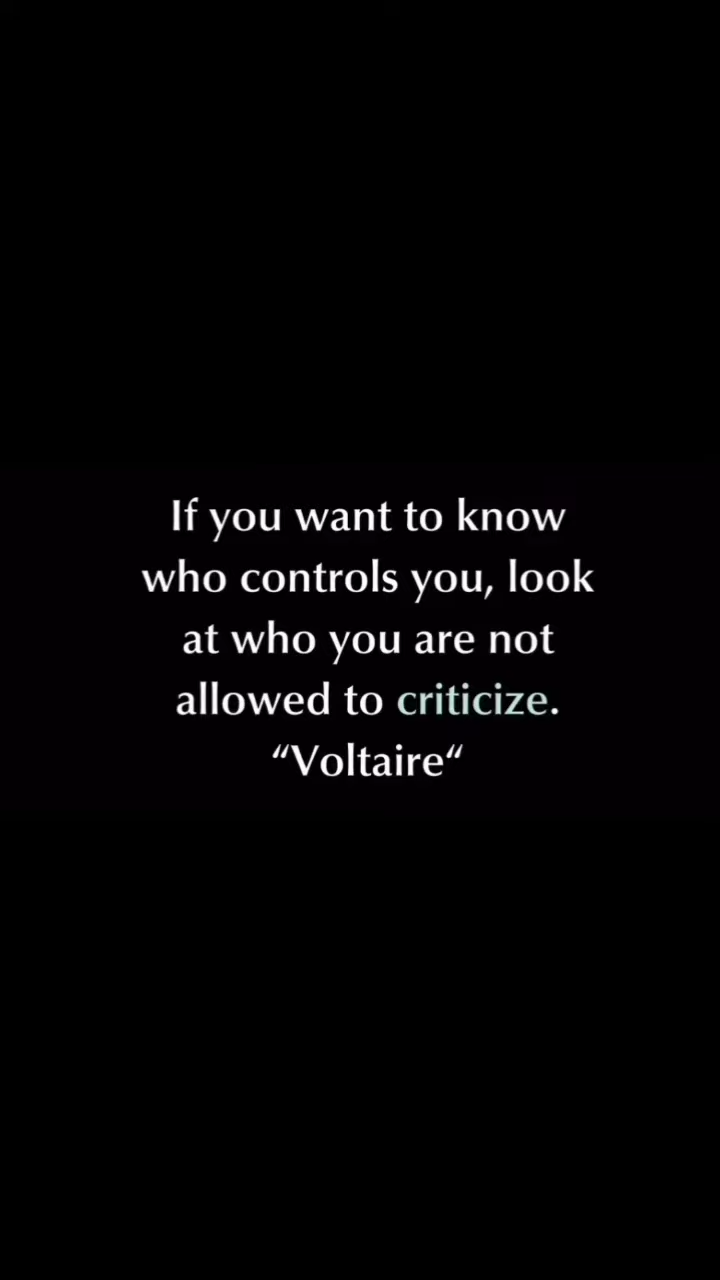 If you want to know
who controls you, look
at who you are not
allowed to criticize.
“Voltaire“